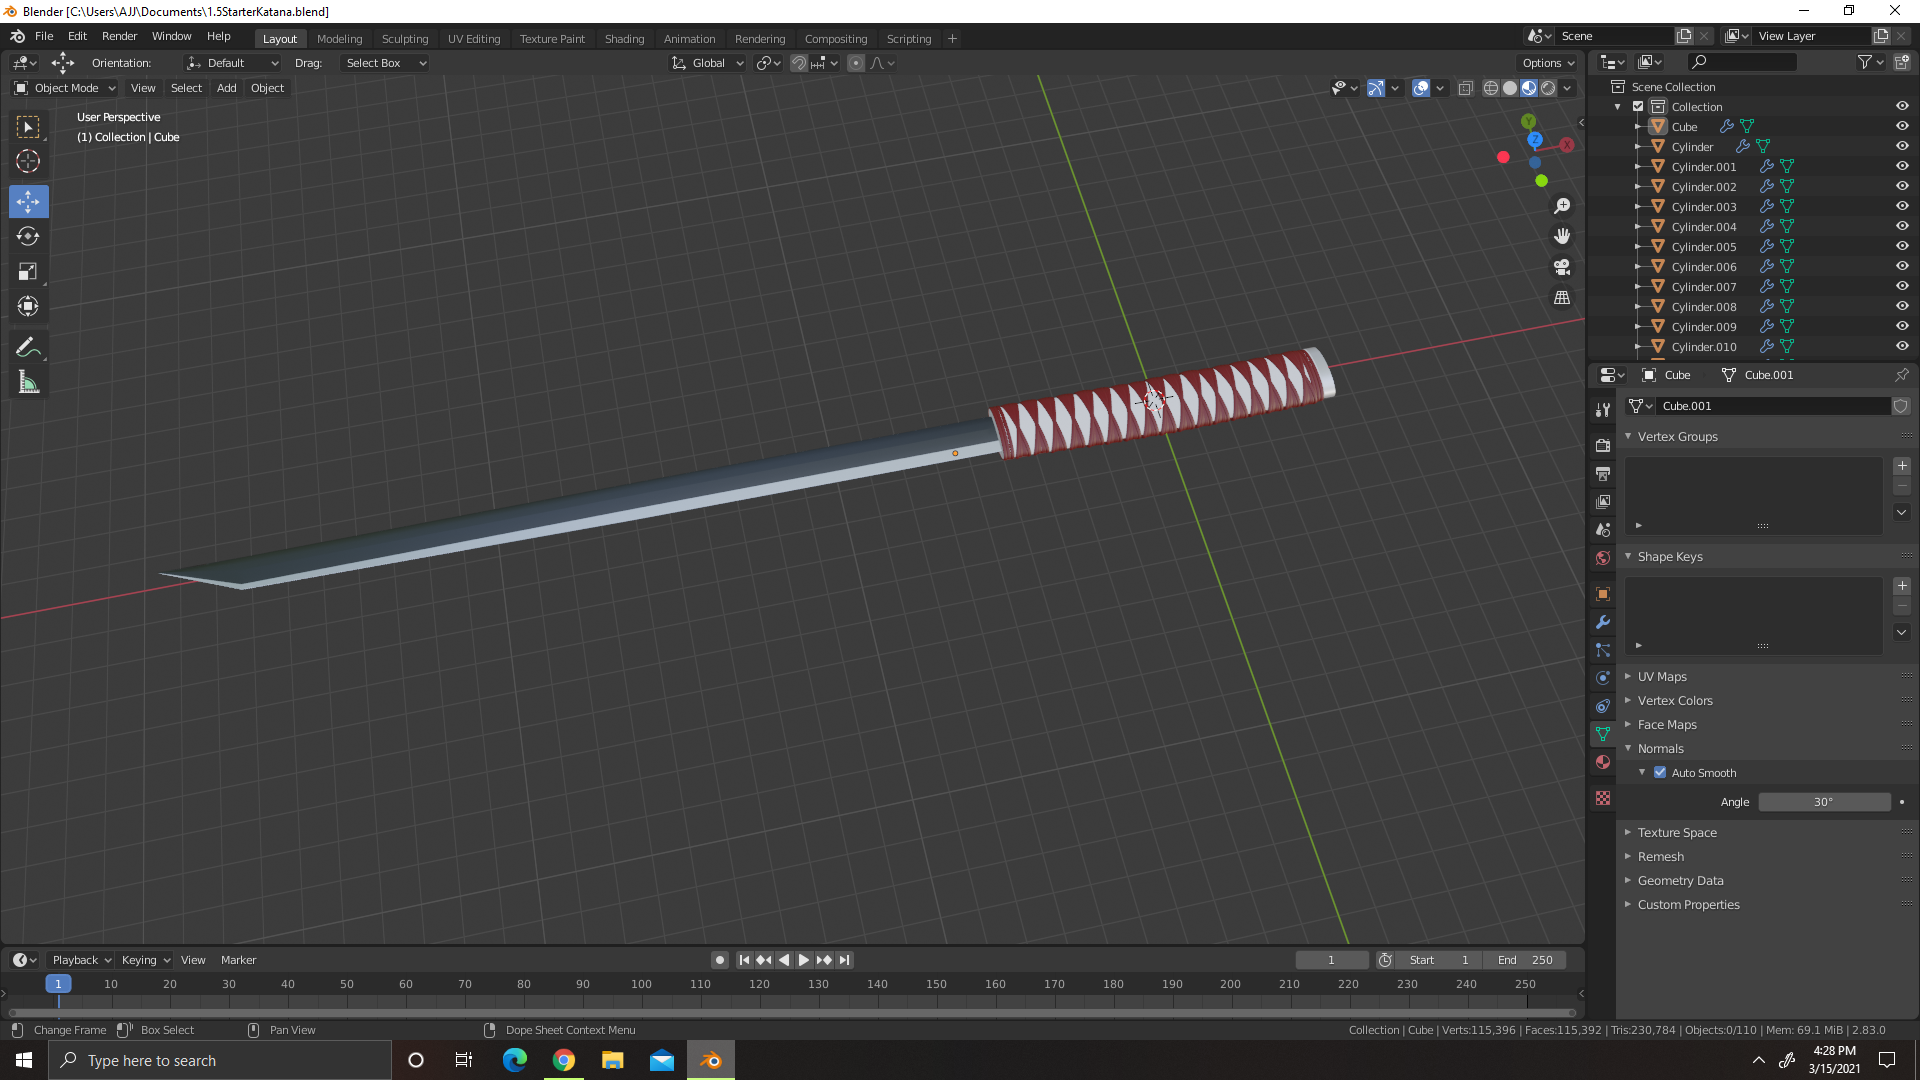 Blender [C:\Users\AJJ\Documents\1.5StarterKatana.blend]
File Edit Render Window Help Layout Modeling Sculpting UV Editing Texture Paint Shading Animation Rendering Compositing Scripting + Scene View Layer
Orientation: Default Drag: Select Box Global Options
Object Mode View Select Add Object
User Perspective
(1) Collection | Cube
Y
Z
X
Scene Collection
Collection
Cube
Cylinder
Cylinder.001
Cylinder.002
Cylinder.003
Cylinder.004
Cylinder.005
Cylinder.006
Cylinder.007
Cylinder.008
Cylinder.009
Cylinder.010
Cube Cube.001
Cube.001
Vertex Groups
Shape Keys
UV Maps
Vertex Colors
Face Maps
Normals
Auto Smooth
Angle 30°
Texture Space
Remesh
Geometry Data
Custom Properties
Playback Keying View Marker 1 Start 1 End 250
1 10 20 30 40 50 60 70 80 90 100 110 120 130 140 150 160 170 180 190 200 210 220 230 240 250
Change Frame Box Select Pan View Dope Sheet Context Menu Collection | Cube | Verts:115,396 | Faces:115,392 | Tris:230,784 | Objects:0/110 | Mem: 69.1 MiB | 2.83.0
Type here to search
4:28 PM
3/15/2021